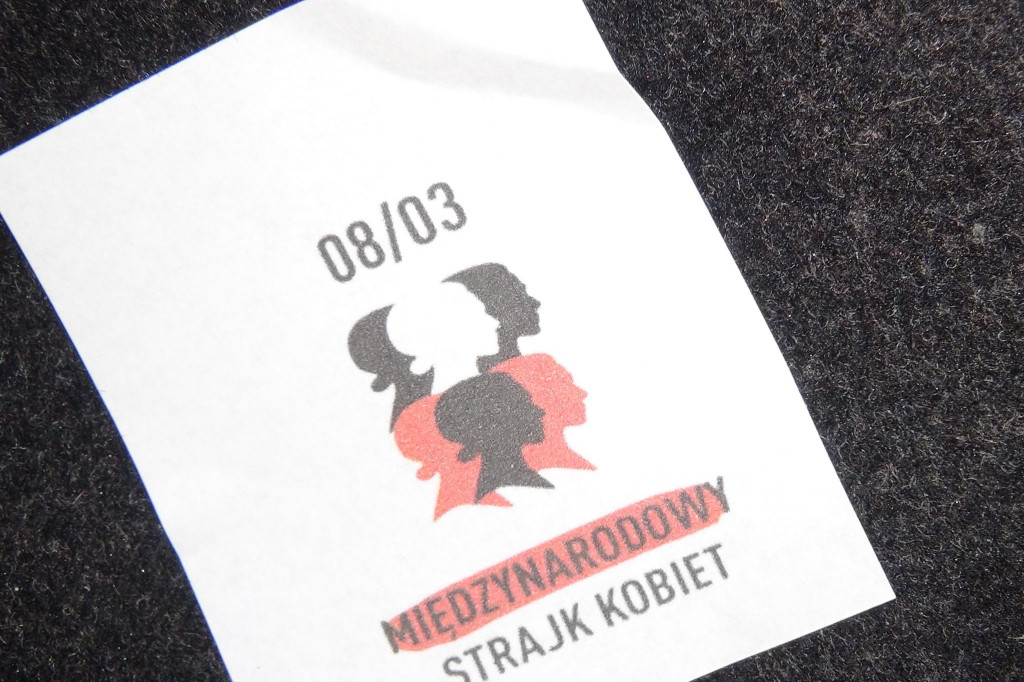 08/03
MIĘDZYNARODOWY
STRAJK KOBIET